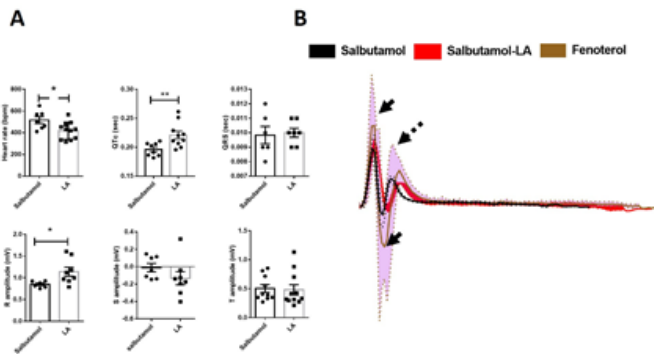 A
B
Salbutamol
Salbutamol-LA
Fenoterol
Heart rate (bpm)
800
600
400
200
0
*
Salbutamol
LA
QTc (sec)
0.30
0.25
0.20
0.15
**
Salbutamol
LA
QRS (sec)
0.013
0.012
0.011
0.010
0.009
0.008
0.007
Salbutamol
LA
R amplitude (mV)
2.0
1.5
1.0
0.5
0.0
*
Salbutamol
LA
S amplitude (mV)
0.4
0.2
0.0
-0.2
-0.4
-0.6
salbutamol
LA
T amplitude (mV)
1.5
1.0
0.5
0.0
Salbutamol
LA